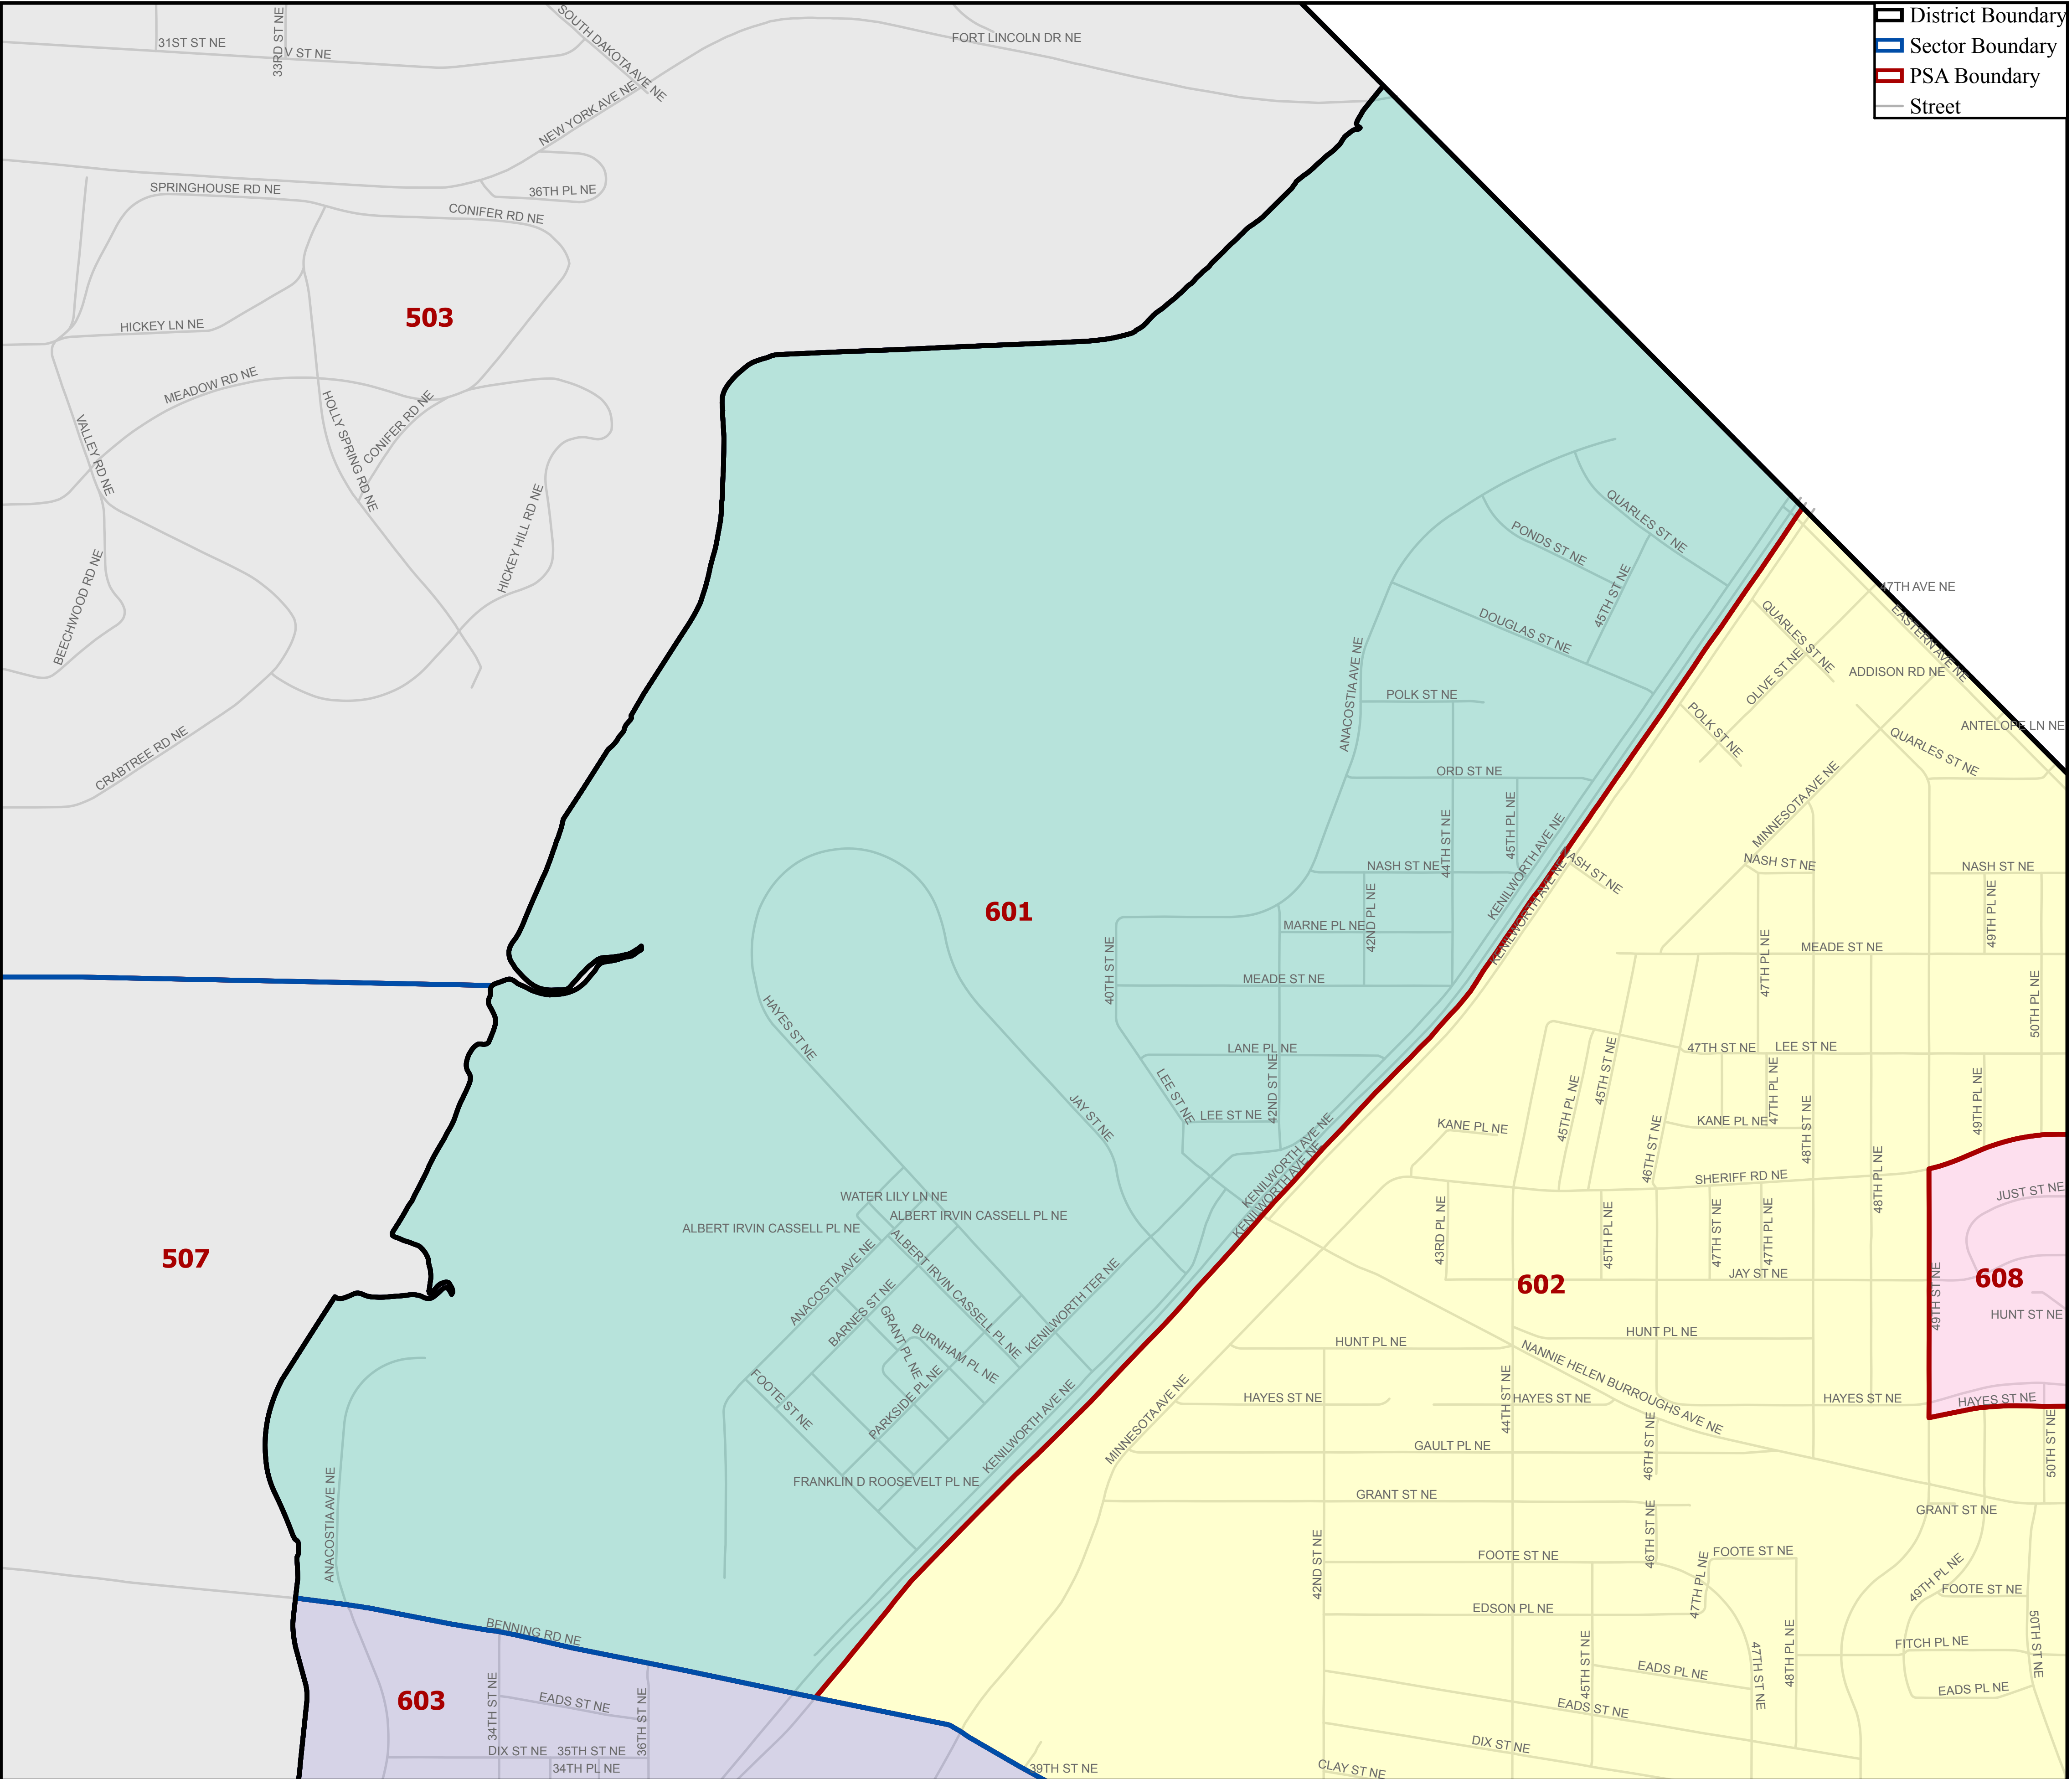 District Boundary
Sector Boundary
PSA Boundary
Street
SOUTH DAKOTA AVE NE
31ST ST NE
33RD ST NE
V ST NE
FORT LINCOLN DR NE
NEW YORK AVE NE
SPRINGHOUSE RD NE
36TH PL NE
CONIFER RD NE
503
HICKEY LN NE
MEADOW RD NE
HOLLY SPRING RD NE
CONIFER RD NE
VALLEY RD NE
HICKEY HILL RD NE
BEECHWOOD RD NE
CRABTREE RD NE
QUARLES ST NE
PONDS ST NE
45TH ST NE
DOUGLAS ST NE
ANACOSTIA AVE NE
POLK ST NE
47TH AVE NE
EASTERN AVE NE
QUARLES ST NE
OLIVE ST NE
ADDISON RD NE
POLK ST NE
ANTELOPE LN NE
QUARLES ST NE
ORD ST NE
44TH ST NE
45TH PL NE
KENILWORTH AVE NE
KENILWORTH AVE NE
MINNESOTA AVE NE
NASH ST NE
NASH ST NE
NASH ST NE
NASH ST NE
601
MARNE PL NE
42ND PL NE
40TH ST NE
MEADE ST NE
47TH PL NE
MEADE ST NE
49TH PL NE
50TH PL NE
HAYES ST NE
LANE PL NE
42ND ST NE
LEE ST NE
LEE ST NE
JAY ST NE
KENILWORTH AVE NE
KENILWORTH AVE NE
47TH ST NE
LEE ST NE
45TH ST NE
45TH PL NE
47TH PL NE
KANE PL NE
KANE PL NE
46TH ST NE
48TH ST NE
49TH PL NE
48TH PL NE
SHERIFF RD NE
WATER LILY LN NE
ALBERT IRVIN CASSELL PL NE
ALBERT IRVIN CASSELL PL NE
ALBERT IRVIN CASSELL PL NE
43RD PL NE
45TH PL NE
47TH ST NE
47TH PL NE
JUST ST NE
507
602
JAY ST NE
608
49TH ST NE
HUNT ST NE
ANACOSTIA AVE NE
BARNES ST NE
GRANT PL NE
BURNHAM PL NE
KENILWORTH TER NE
PARKSIDE PL NE
FOOTE ST NE
HUNT PL NE
HUNT PL NE
NANNIE HELEN BURROUGHS AVE NE
KENILWORTH AVE NE
MINNESOTA AVE NE
HAYES ST NE
44TH ST NE
HAYES ST NE
HAYES ST NE
HAYES ST NE
GAULT PL NE
46TH ST NE
50TH ST NE
FRANKLIN D ROOSEVELT PL NE
GRANT ST NE
GRANT ST NE
ANACOSTIA AVE NE
42ND ST NE
46TH ST NE
FOOTE ST NE
FOOTE ST NE
47TH PL NE
49TH PL NE
FOOTE ST NE
EDSON PL NE
BENNING RD NE
45TH ST NE
47TH ST NE
48TH PL NE
FITCH PL NE
50TH ST NE
EADS PL NE
EADS PL NE
603
34TH ST NE
EADS ST NE
36TH ST NE
EADS ST NE
DIX ST NE
35TH ST NE
DIX ST NE
34TH PL NE
39TH ST NE
CLAY ST NE